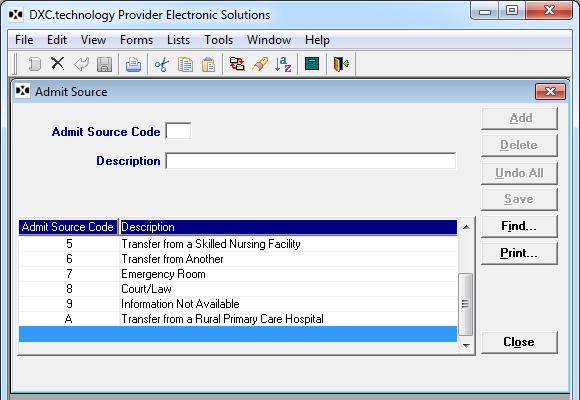 DXC.technology Provider Electronic Solutions
File Edit View Forms Lists Tools Window Help
Admit Source
Admit Source Code
Description
Add
Delete
Undo All
Save
Find...
Print...
Close
Admit Source Code Description
5 Transfer from a Skilled Nursing Facility
6 Transfer from Another
7 Emergency Room
8 Court/Law
9 Information Not Available
A Transfer from a Rural Primary Care Hospital